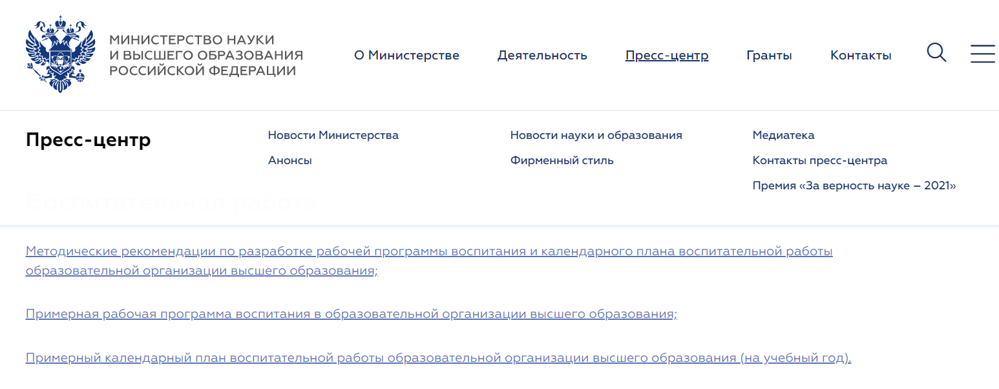 МИНИСТЕРСТВО НАУКИ
И ВЫСШЕГО ОБРАЗОВАНИЯ
РОССИЙСКОЙ ФЕДЕРАЦИИ
О Министерстве
Деятельность
Пресс-центр
Гранты
Контакты
Пресс-центр
Новости Министерства
Анонсы
Новости науки и образования
Фирменный стиль
Медиатека
Контакты пресс-центра
Премия «За верность науке – 2021»
Воспитательная работа
Методические рекомендации по разработке рабочей программы воспитания и календарного плана воспитательной работы
образовательной организации высшего образования;
Примерная рабочая программа воспитания в образовательной организации высшего образования;
Примерный календарный план воспитательной работы образовательной организации высшего образования (на учебный год).